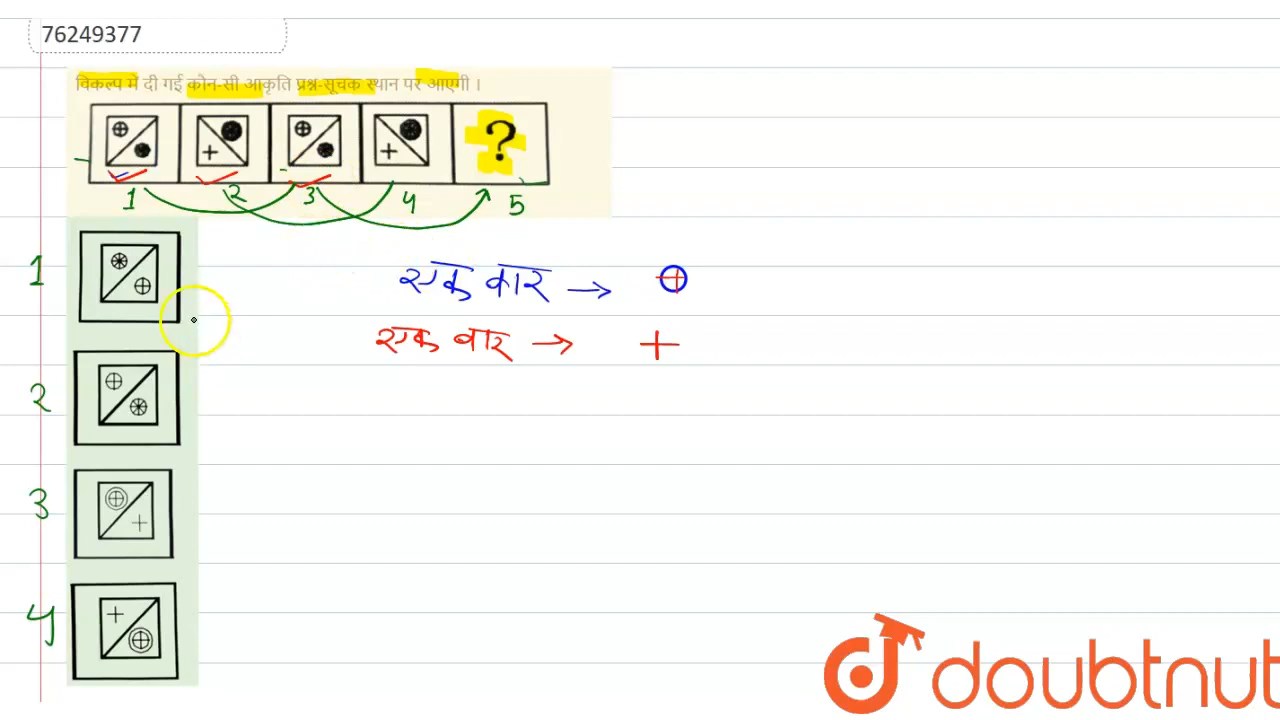 76249377
विकल्प में दी गई कौन-सी आकृति प्रश्न-सूचक स्थान पर आएगी ।
?
1 2 3 4 5
1
एक बार → ⊕
एक बार → +
2
3
4
doubtnut